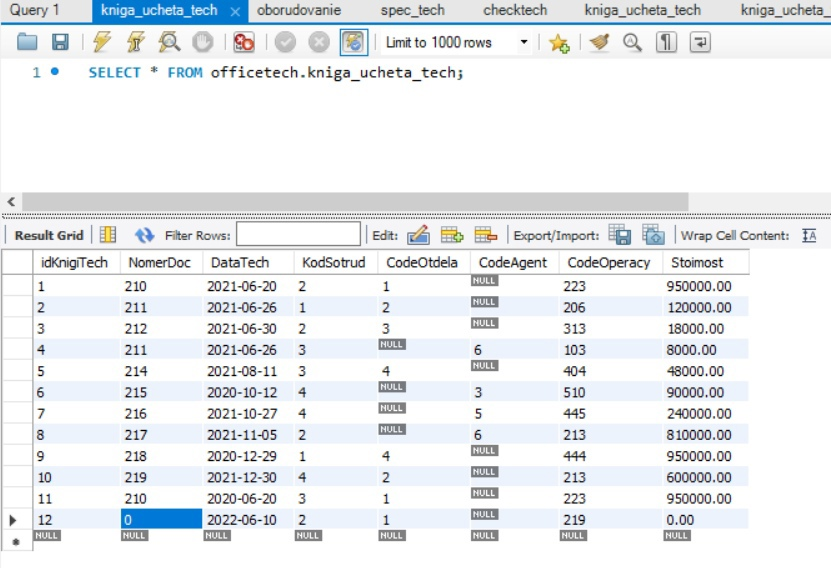 Query 1 kniga_ucheta_tech × oborudovanie spec_tech checktech kniga_ucheta_tech kniga_ucheta_
Limit to 1000 rows
1 SELECT * FROM officetech.kniga_ucheta_tech;
Result Grid Filter Rows: Edit: Export/Import: Wrap Cell Content:
idKnigiTech NomerDoc DataTech KodSotrud CodeOtdela CodeAgent CodeOperacy Stoimost
1 210 2021-06-20 2 1 NULL 223 950000.00
2 211 2021-06-26 1 2 NULL 206 120000.00
3 212 2021-06-30 2 3 NULL 313 18000.00
4 211 2021-06-26 3 NULL 6 103 8000.00
5 214 2021-08-11 3 4 NULL 404 48000.00
6 215 2020-10-12 4 NULL 3 510 90000.00
7 216 2021-10-27 4 NULL 5 445 240000.00
8 217 2021-11-05 2 NULL 6 213 810000.00
9 218 2020-12-29 1 4 NULL 444 950000.00
10 219 2021-12-30 4 2 NULL 213 600000.00
11 210 2020-06-20 3 1 NULL 223 950000.00
12 0 2022-06-10 2 1 NULL 219 0.00
NULL NULL NULL NULL NULL NULL NULL NULL